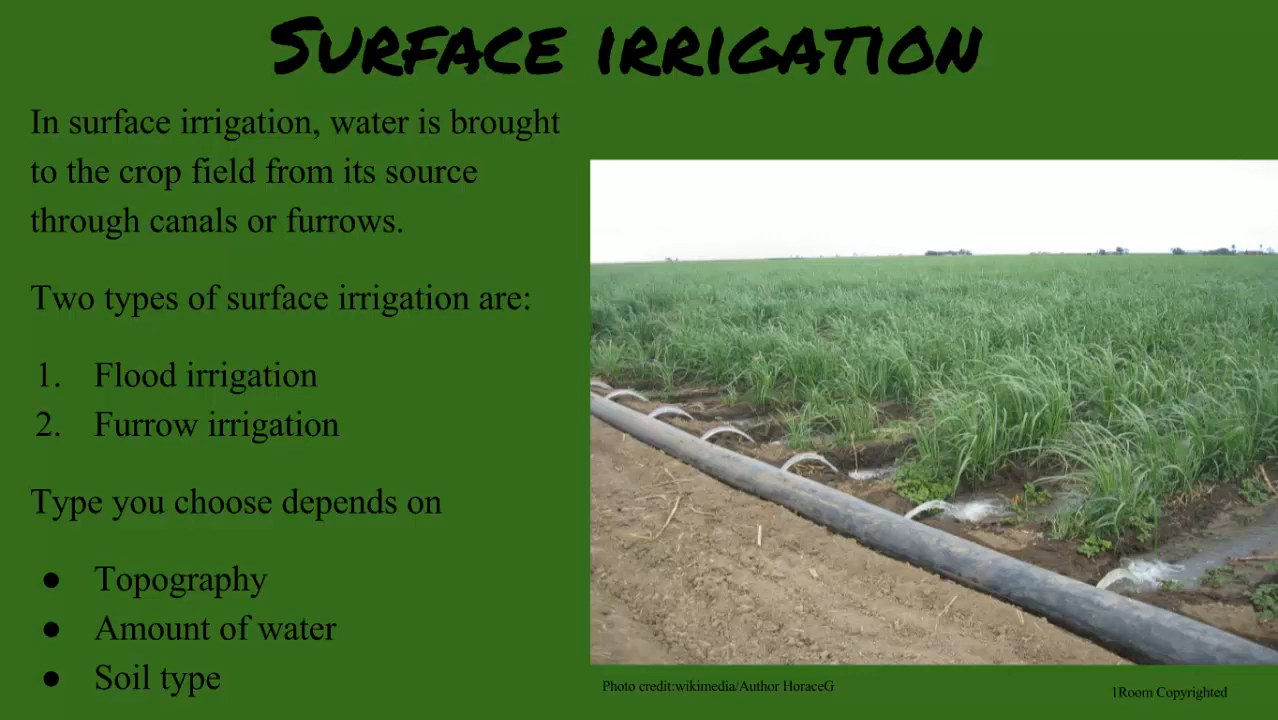 Surface irrigation
In surface irrigation, water is brought
to the crop field from its source
through canals or furrows.
Two types of surface irrigation are:
1. Flood irrigation
2. Furrow irrigation
Type you choose depends on
● Topography
● Amount of water
● Soil type
Photo credit:wikimedia/Author HoraceG
1Room Copyrighted